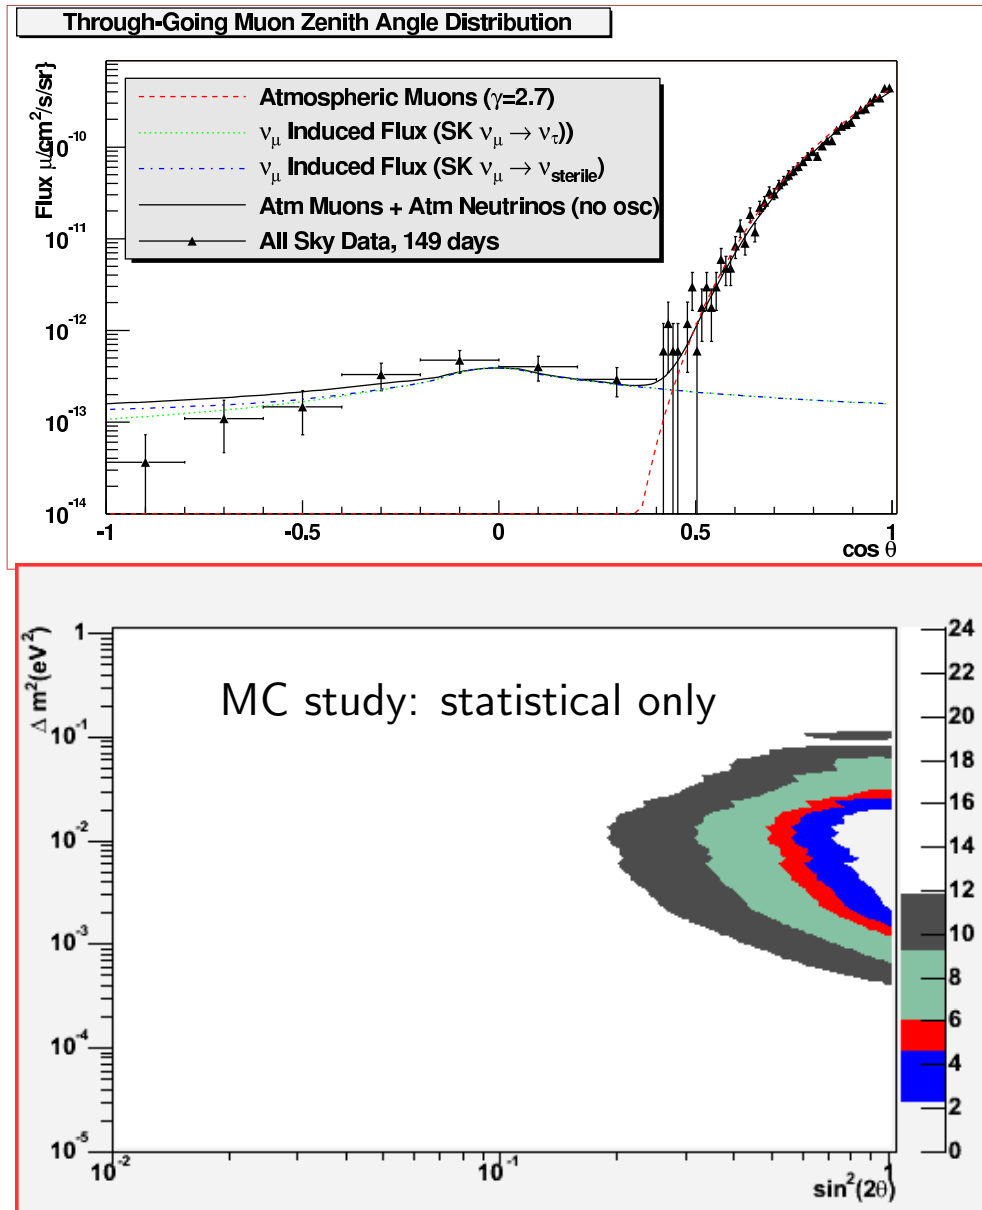 Through-Going Muon Zenith Angle Distribution
Flux μ/cm²/s/sr
Atmospheric Muons (γ=2.7)
ν_μ Induced Flux (SK ν_μ → ν_τ))
ν_μ Induced Flux (SK ν_μ → ν_sterile)
Atm Muons + Atm Neutrinos (no osc)
All Sky Data, 149 days
10⁻¹⁰
10⁻¹¹
10⁻¹²
10⁻¹³
10⁻¹⁴
-1 -0.5 0 0.5 1
cos θ
Δ m²(eV²)
MC study: statistical only
1
10⁻¹
10⁻²
10⁻³
10⁻⁴
10⁻⁵
10⁻² 10⁻¹ 1
sin²(2θ)
24
22
20
18
16
14
12
10
8
6
4
2
0